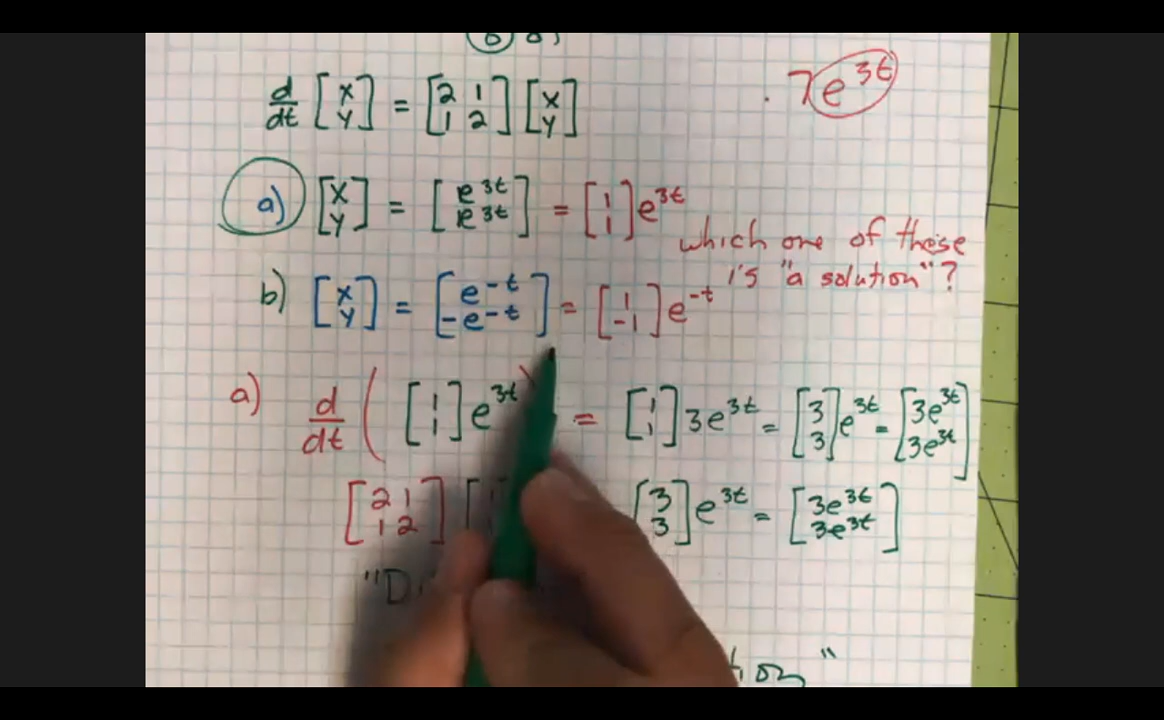 7e^{3t}
d/dt [x y] = [2 1 1 2] [x y]
a) [x y] = [e^{3t} e^{3t}] = [1 1] e^{3t}
which one of these
is "a solution"?
b) [x y] = [e^{-t} -e^{-t}] = [1 -1] e^{-t}
a) d/dt ( [1 1] e^{3t} ) = [1 1] 3e^{3t} = [3 3] e^{3t} = [3e^{3t} 3e^{3t}]
[2 1 1 2] [ [3 3] e^{3t} = [3e^{3t} 3e^{3t}]